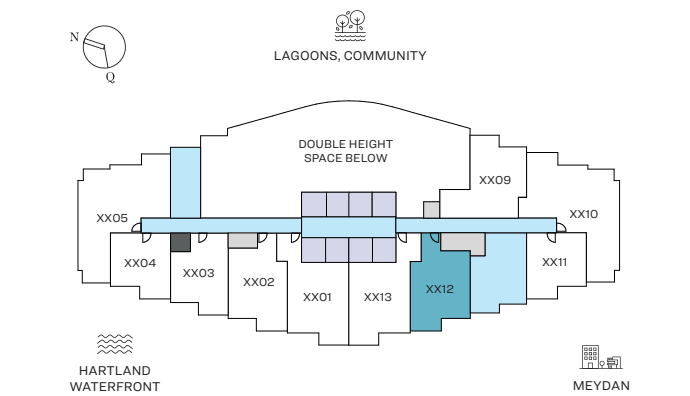 N
Q
LAGOONS, COMMUNITY
DOUBLE HEIGHT
SPACE BELOW
XX09
XX05
XX10
XX04
XX03
XX02
XX01
XX13
XX12
XX11
HARTLAND
WATERFRONT
MEYDAN